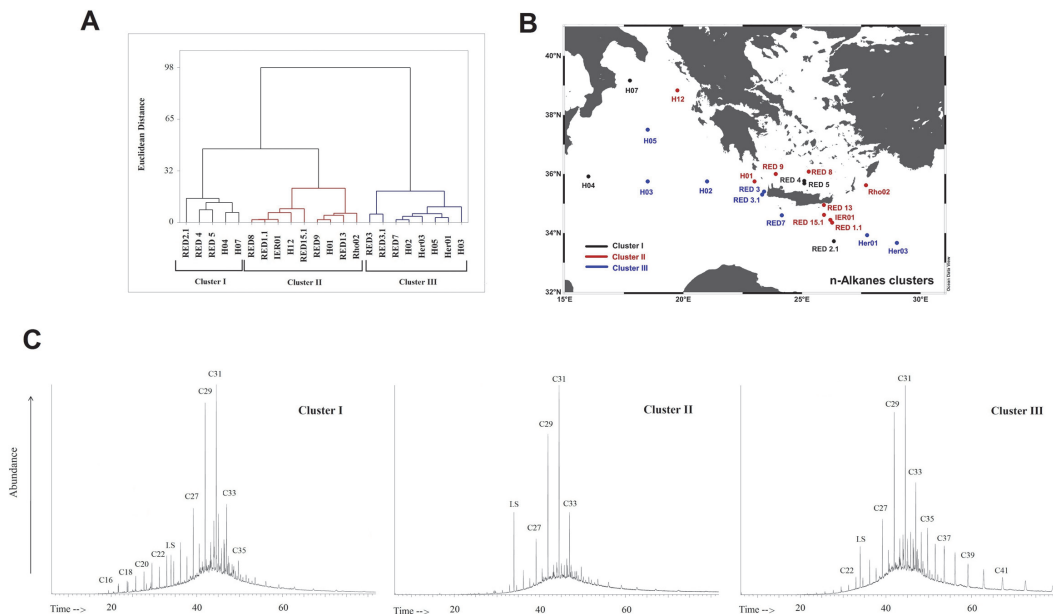 A
Euclidean Distance
98
65
32
0
RED2.1
RED 4
RED 5
H04
H07
RED8
RED1.1
IER01
H12
RED15.1
RED9
H01
RED13
Rho02
RED3
RED3.1
RED7
H02
Her03
H05
Her01
H03
Cluster I
Cluster II
Cluster III
B
40°N
38°N
36°N
34°N
32°N
15°E
20°E
25°E
30°E
H07
H12
H05
H04
H03
H02
H01
RED 9
RED 8
RED 4
RED 5
RED 3
RED 3.1
Rho02
RED7
RED 13
RED 15.1
IER01
RED 1.1
RED 2.1
Her01
Her03
Cluster I
Cluster II
Cluster III
n-Alkanes clusters
Ocean Data View
C
Abundance
Cluster I
C31
C29
C27
C33
C35
I.S
C22
C20
C18
C16
Time -->
20
40
60
Cluster II
C31
C29
I.S
C33
C27
Time -->
20
40
60
Cluster III
C31
C29
C33
C27
C35
I.S
C37
C39
C22
C41
Time -->
20
40
60